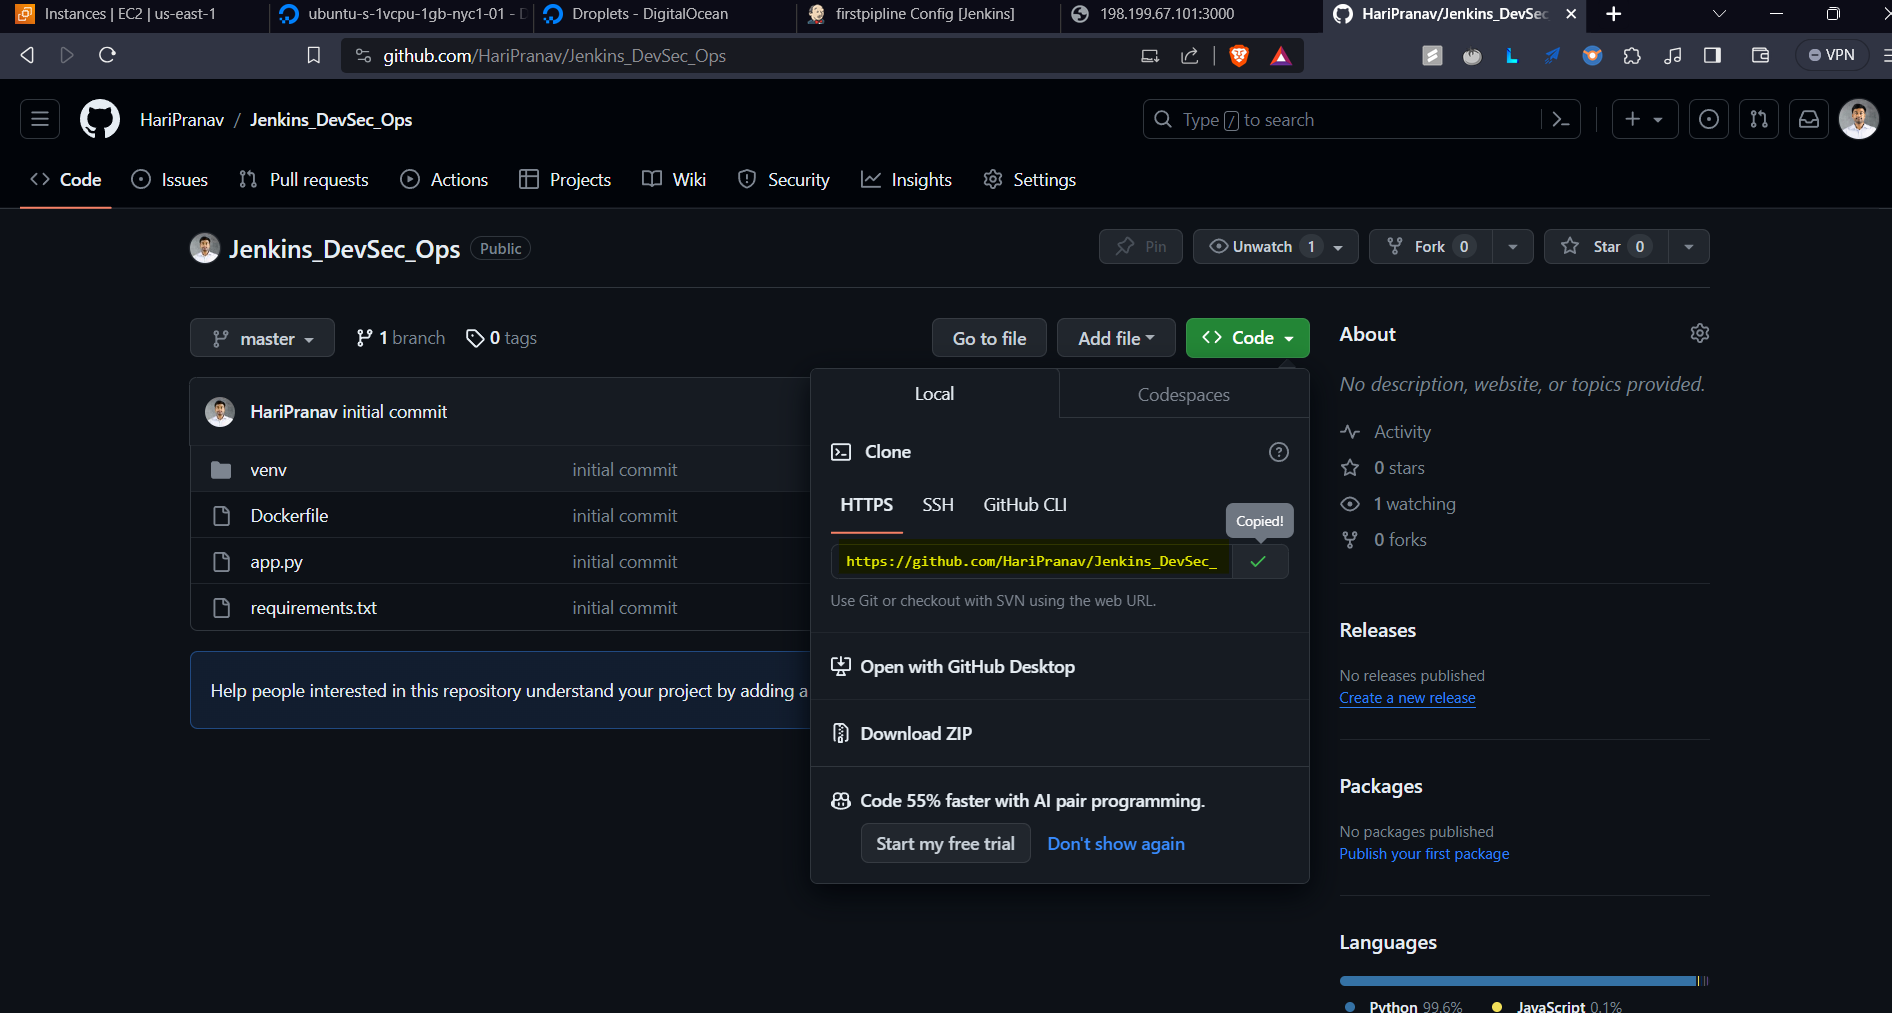 Instances | EC2 | us-east-1
ubuntu-s-1vcpu-1gb-nyc1-01 - D
Droplets - DigitalOcean
firstpipline Config [Jenkins]
198.199.67.101:3000
HariPranav/Jenkins_DevSec
github.com/HariPranav/Jenkins_DevSec_Ops
VPN
HariPranav / Jenkins_DevSec_Ops
Type / to search
Code
Issues
Pull requests
Actions
Projects
Wiki
Security
Insights
Settings
Jenkins_DevSec_Ops Public
Pin
Unwatch 1
Fork 0
Star 0
master
1 branch
0 tags
Go to file
Add file
Code
HariPranav initial commit
venv initial commit
Dockerfile initial commit
app.py initial commit
requirements.txt initial commit
Help people interested in this repository understand your project by adding a
Local
Codespaces
Clone
HTTPS
SSH
GitHub CLI
Copied!
https://github.com/HariPranav/Jenkins_DevSec_
Use Git or checkout with SVN using the web URL.
Open with GitHub Desktop
Download ZIP
Code 55% faster with AI pair programming.
Start my free trial
Don't show again
About
No description, website, or topics provided.
Activity
0 stars
1 watching
0 forks
Releases
No releases published
Create a new release
Packages
No packages published
Publish your first package
Languages
Python 99.6%
JavaScript 0.1%